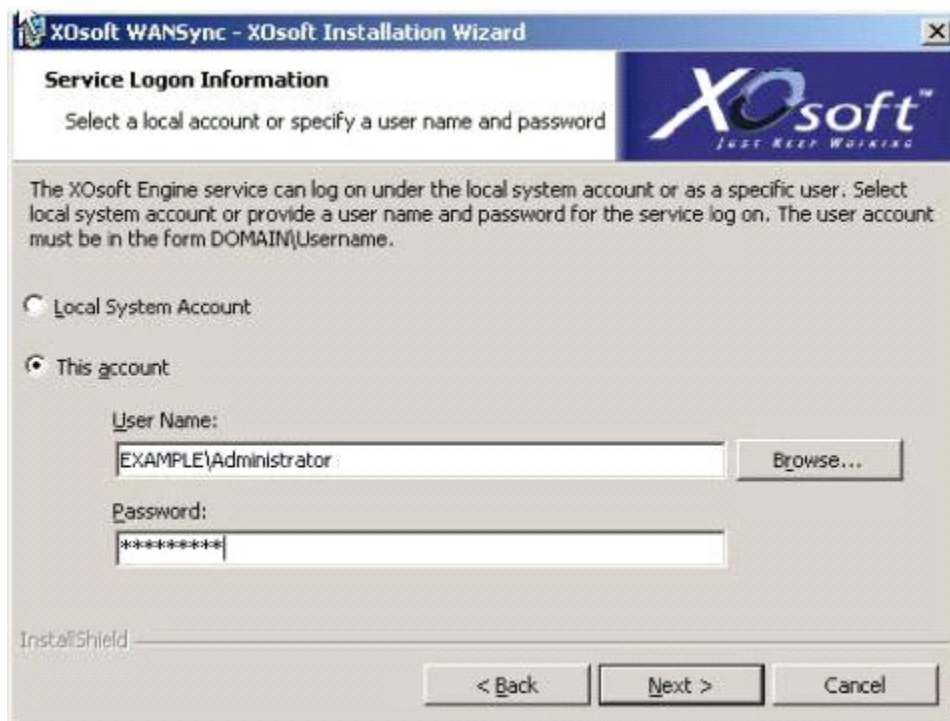 XOsoft WANSync - XOsoft Installation Wizard
Service Logon Information
Select a local account or specify a user name and password
XOsoft™
JUST KEEP WORKING
The XOsoft Engine service can log on under the local system account or as a specific user. Select
local system account or provide a user name and password for the service log on. The user account
must be in the form DOMAIN\Username.
Local System Account
This account
User Name:
EXAMPLE\Administrator
Browse...
Password:
*********
InstallShield
< Back
Next >
Cancel